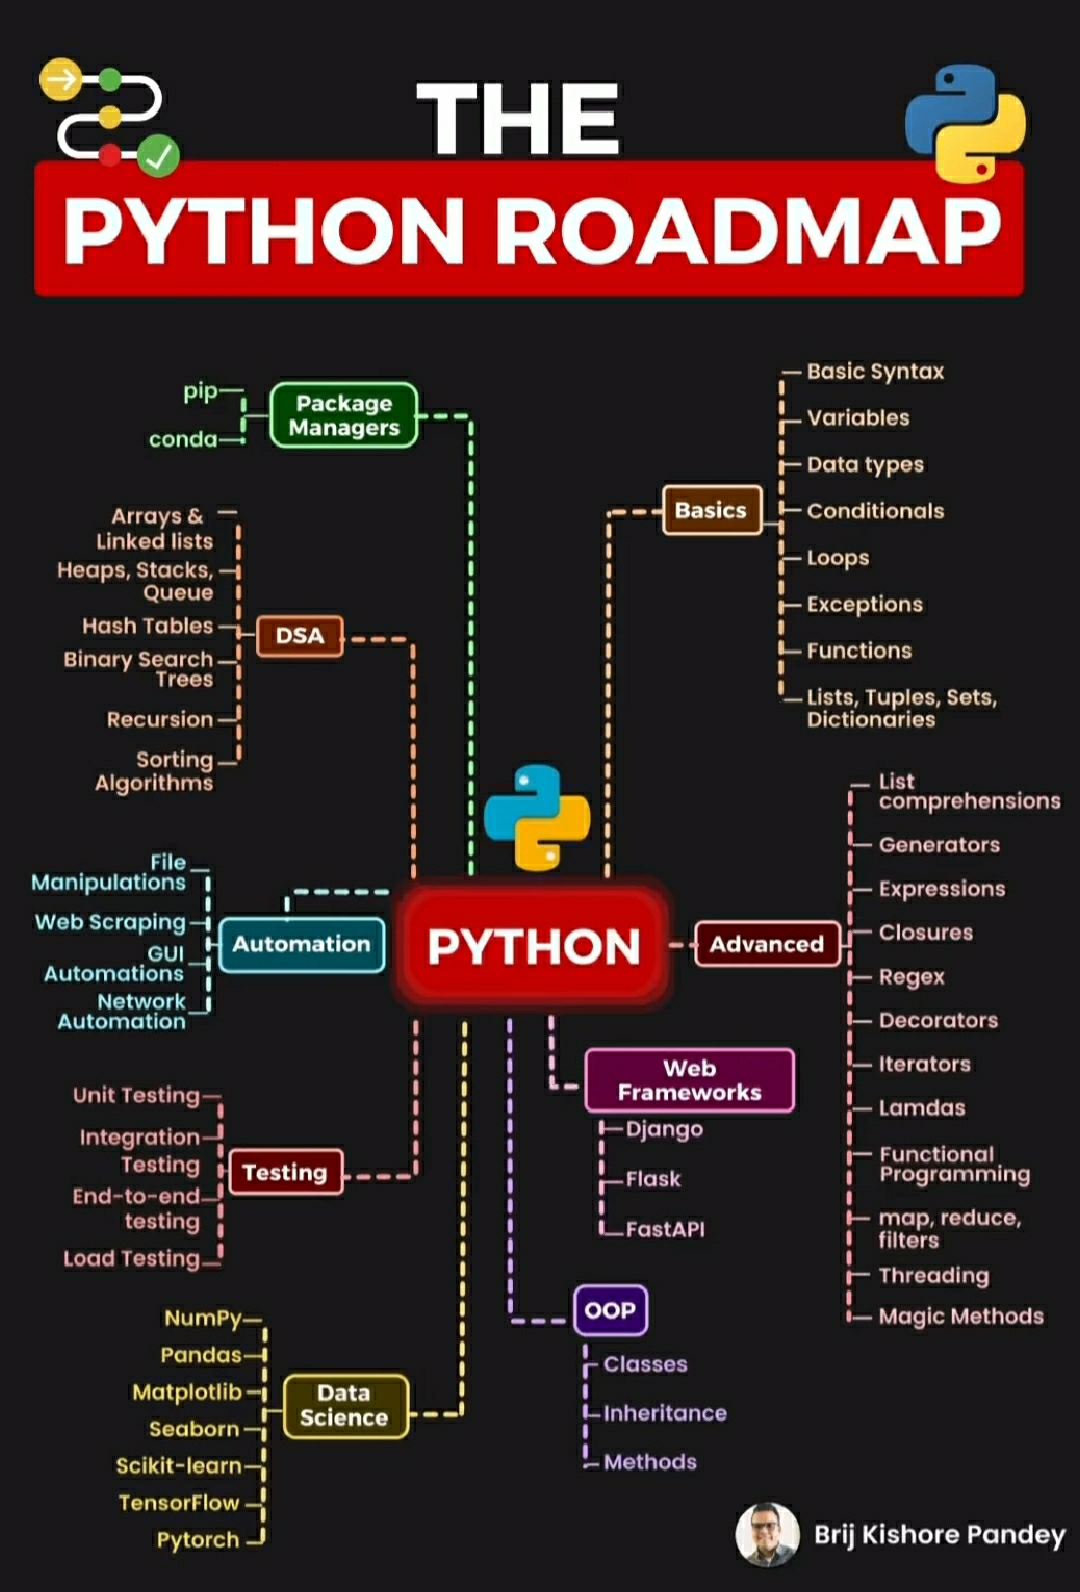 THE
PYTHON ROADMAP
Package
Managers
pip
conda
Basics
Basic Syntax
Variables
Data types
Conditionals
Loops
Exceptions
Functions
Lists, Tuples, Sets,
Dictionaries
DSA
Arrays &
Linked lists
Heaps, Stacks,
Queue
Hash Tables
Binary Search
Trees
Recursion
Sorting
Algorithms
PYTHON
Automation
File
Manipulations
Web Scraping
GUI
Automations
Network
Automation
Advanced
List
comprehensions
Generators
Expressions
Closures
Regex
Decorators
Iterators
Lamdas
Functional
Programming
map, reduce,
filters
Threading
Magic Methods
Web
Frameworks
Django
Flask
FastAPI
Testing
Unit Testing
Integration
Testing
End-to-end
testing
Load Testing
OOP
Classes
Inheritance
Methods
Data
Science
NumPy
Pandas
Matplotlib
Seaborn
Scikit-learn
TensorFlow
Pytorch
Brij Kishore Pandey